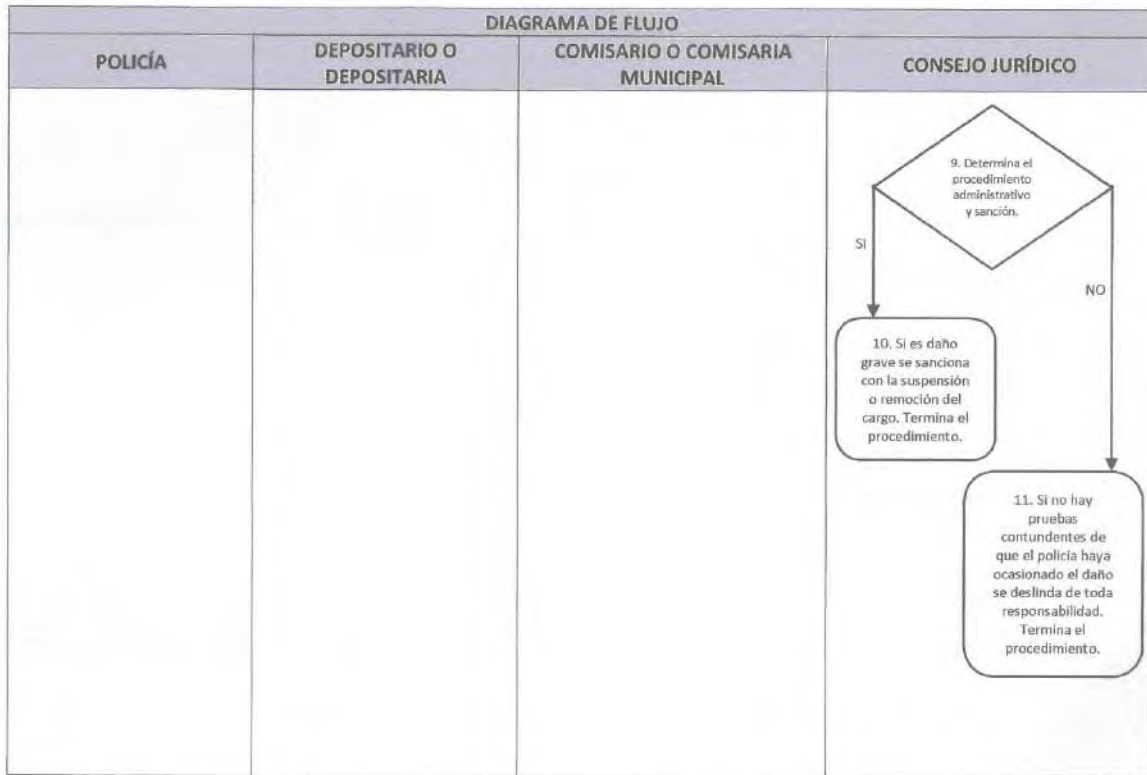 DIAGRAMA DE FLUJO
POLICÍA
DEPOSITARIO O
DEPOSITARIA
COMISARIO O COMISARIA
MUNICIPAL
CONSEJO JURÍDICO
9. Determina el
procedimiento
administrativo
y sanción.
SI
NO
10. Si es daño
grave se sanciona
con la suspensión
o remoción del
cargo. Termina el
procedimiento.
11. Si no hay
pruebas
contundentes de
que el policía haya
ocasionado el daño
se deslinda de toda
responsabilidad.
Termina el
procedimiento.